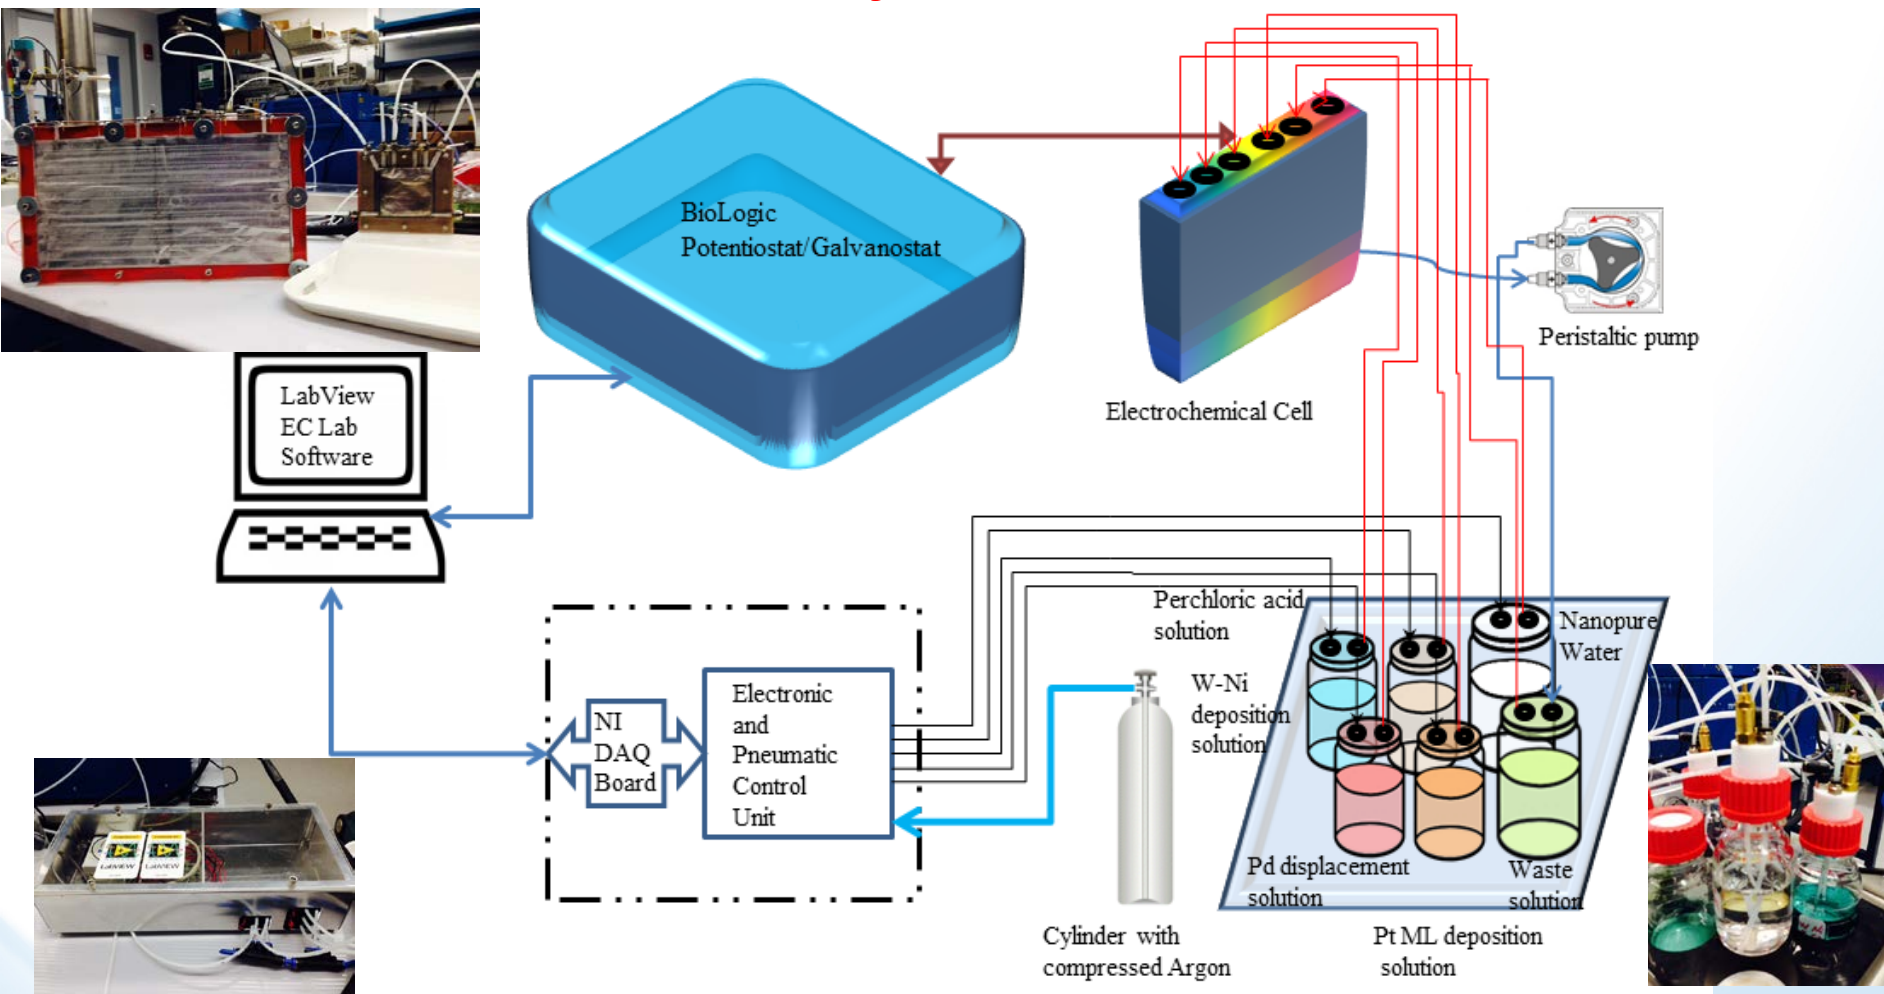 BioLogic
Potentiostat/Galvanostat
Peristaltic pump
LabView
EC Lab
Software
Electrochemical Cell
Perchloric acid
solution
Nanopure
Water
W-Ni
deposition
solution
NI
DAQ
Board
Electronic
and
Pneumatic
Control
Unit
Pd displacement
solution
Waste
solution
Cylinder with
compressed Argon
Pt ML deposition
solution
LabVIEW
LabVIEW